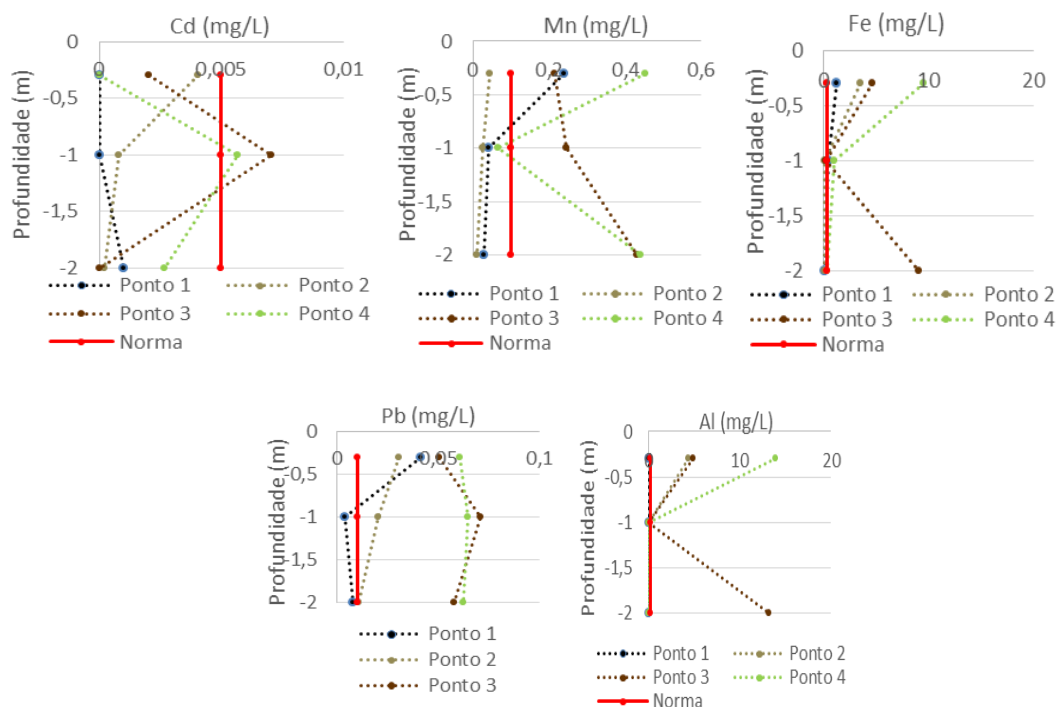 Cd (mg/L)
0 0,005 0,01
0
-0,5
-1
-1,5
-2
Profundidade (m)
Ponto 1 Ponto 2
Ponto 3 Ponto 4
Norma
Mn (mg/L)
0 0,2 0,4 0,6
0
-0,5
-1
-1,5
-2
Profundidade (m)
Ponto 1 Ponto 2
Ponto 3 Ponto 4
Norma
Fe (mg/L)
0 10 20
0
-0,5
-1
-1,5
-2
Profundidade (m)
Ponto 1 Ponto 2
Ponto 3 Ponto 4
Norma
Pb (mg/L)
0 0,05 0,1
0
-0,5
-1
-1,5
-2
Profundidade (m)
Ponto 1
Ponto 2
Ponto 3
Al (mg/L)
0 10 20
0
-0,5
-1
-1,5
-2
Profundidade (m)
Ponto 1 Ponto 2
Ponto 3 Ponto 4
Norma